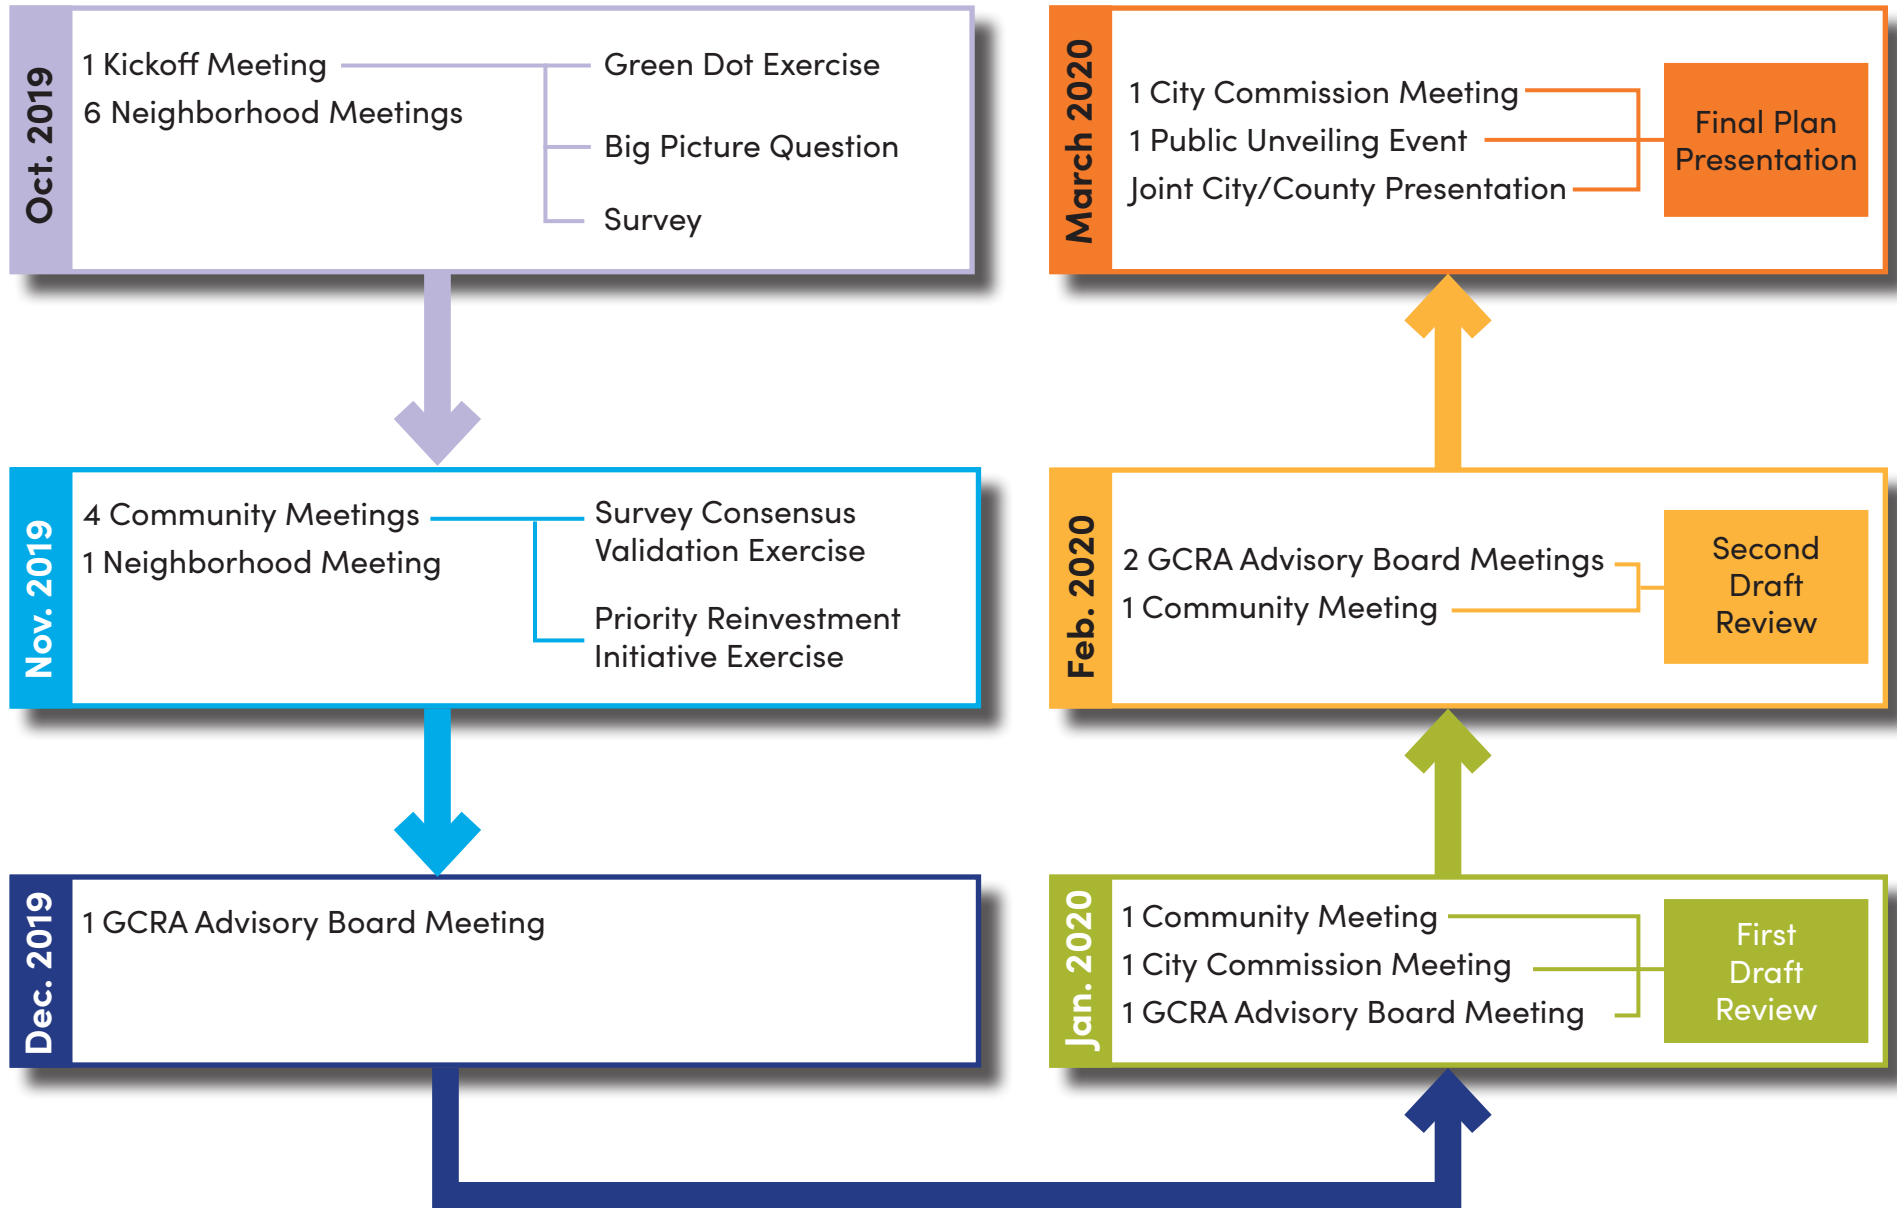 Oct. 2019
1 Kickoff Meeting
6 Neighborhood Meetings
Green Dot Exercise
Big Picture Question
Survey
Nov. 2019
4 Community Meetings
1 Neighborhood Meeting
Survey Consensus
Validation Exercise
Priority Reinvestment
Initiative Exercise
Dec. 2019
1 GCRA Advisory Board Meeting
Jan. 2020
1 Community Meeting
1 City Commission Meeting
1 GCRA Advisory Board Meeting
First
Draft
Review
Feb. 2020
2 GCRA Advisory Board Meetings
1 Community Meeting
Second
Draft
Review
March 2020
1 City Commission Meeting
1 Public Unveiling Event
Joint City/County Presentation
Final Plan
Presentation